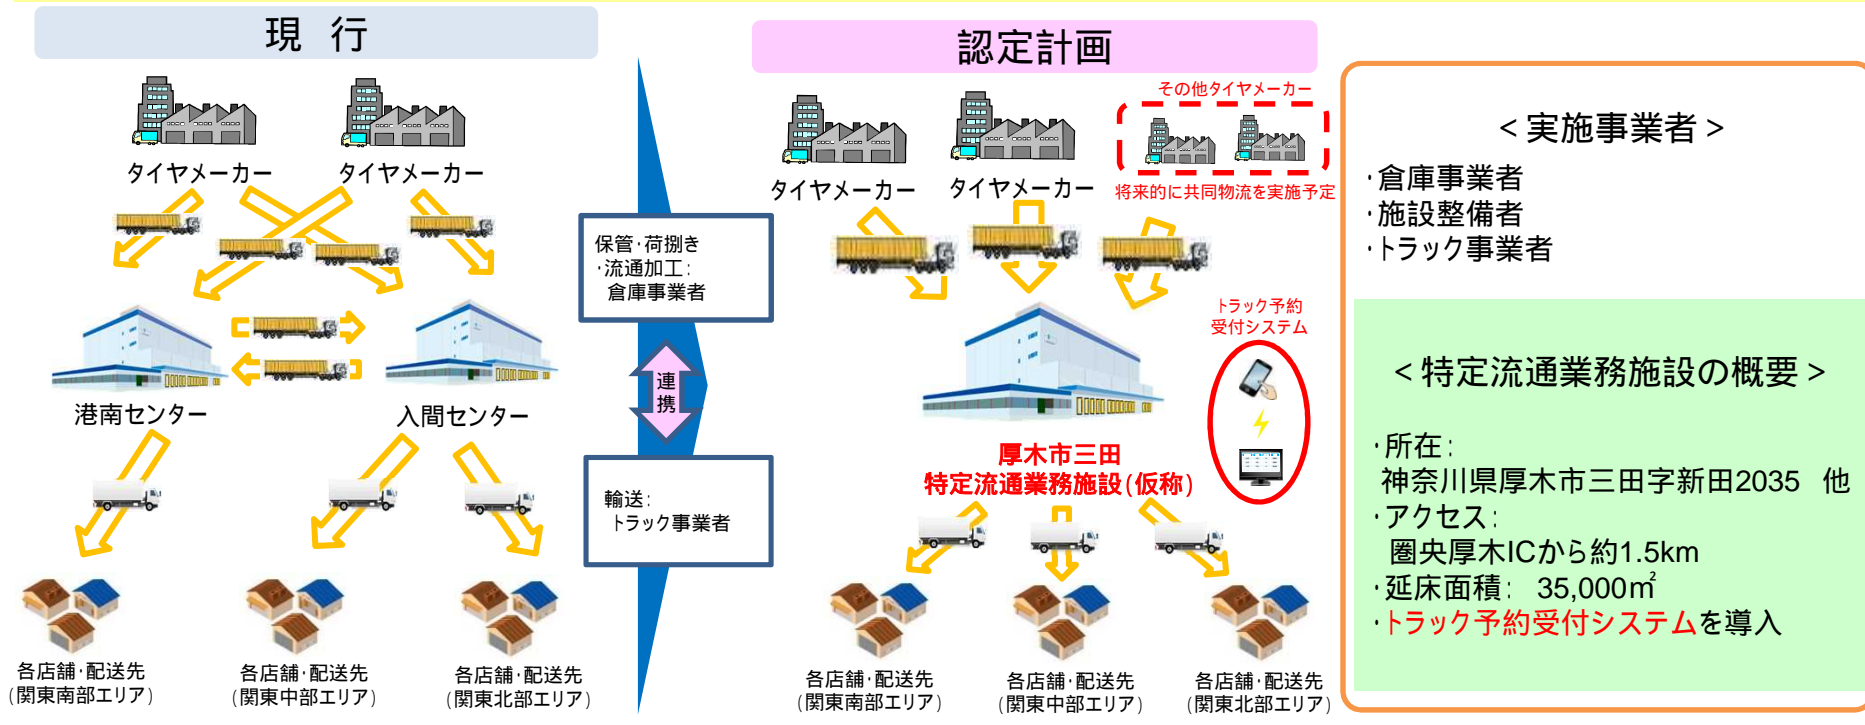 現 行
タイヤメーカー
タイヤメーカー
港南センター
入間センター
各店舗・配送先
(関東南部エリア)
各店舗・配送先
(関東中部エリア)
各店舗・配送先
(関東北部エリア)
保管・荷捌き
・流通加工:
倉庫事業者
連携
輸送:
トラック事業者
認定計画
タイヤメーカー
タイヤメーカー
その他タイヤメーカー
将来的に共同物流を実施予定
トラック予約
受付システム
厚木市三田
特定流通業務施設(仮称)
各店舗・配送先
(関東南部エリア)
各店舗・配送先
(関東中部エリア)
各店舗・配送先
(関東北部エリア)
<実施事業者>
・倉庫事業者
・施設整備者
・トラック事業者
<特定流通業務施設の概要>
・所在:
神奈川県厚木市三田字新田2035 他
・アクセス:
圏央厚木ICから約1.5km
・延床面積: 35,000㎡
・トラック予約受付システムを導入